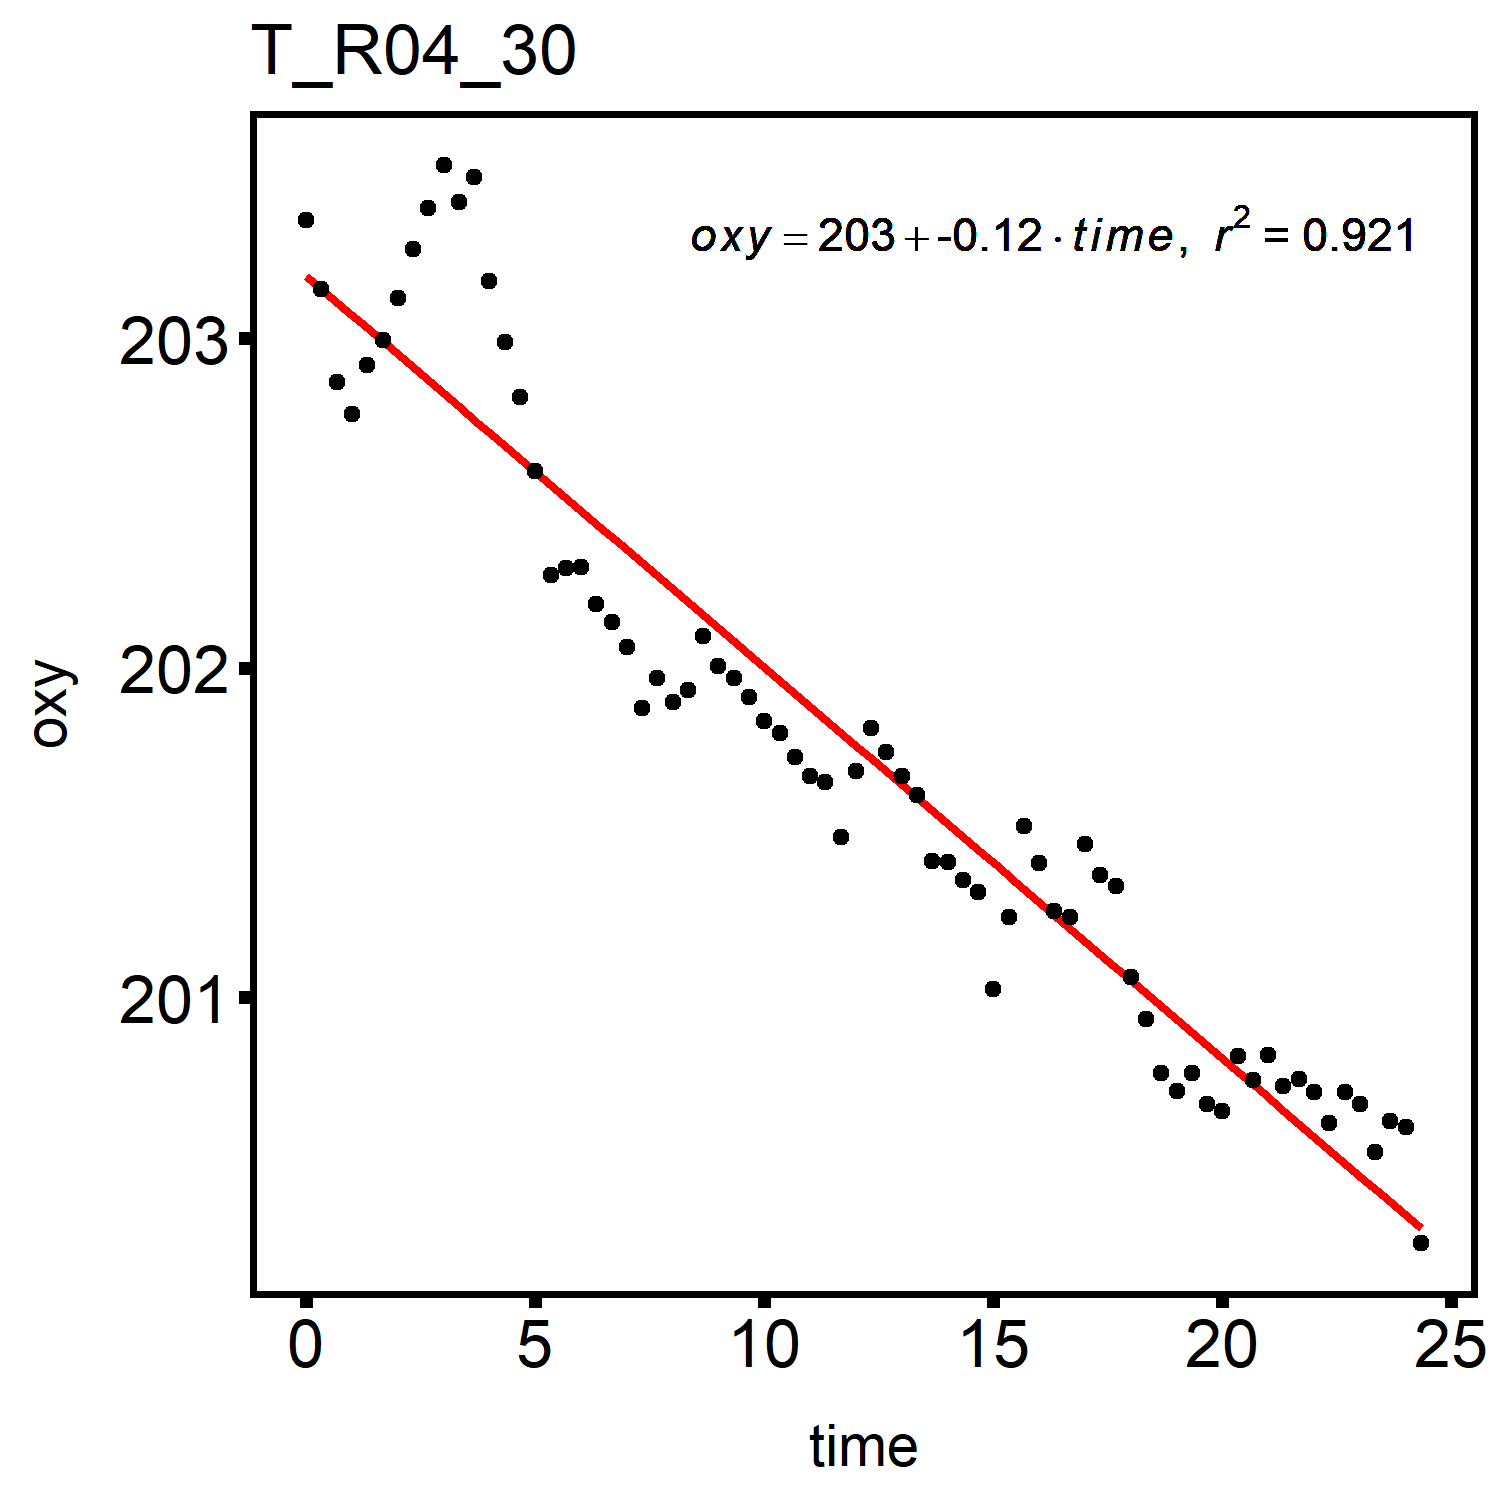 T_R04_30
oxy = 203 + -0.12 · time, r² = 0.921
203
202
201
oxy
0 5 10 15 20 25
time